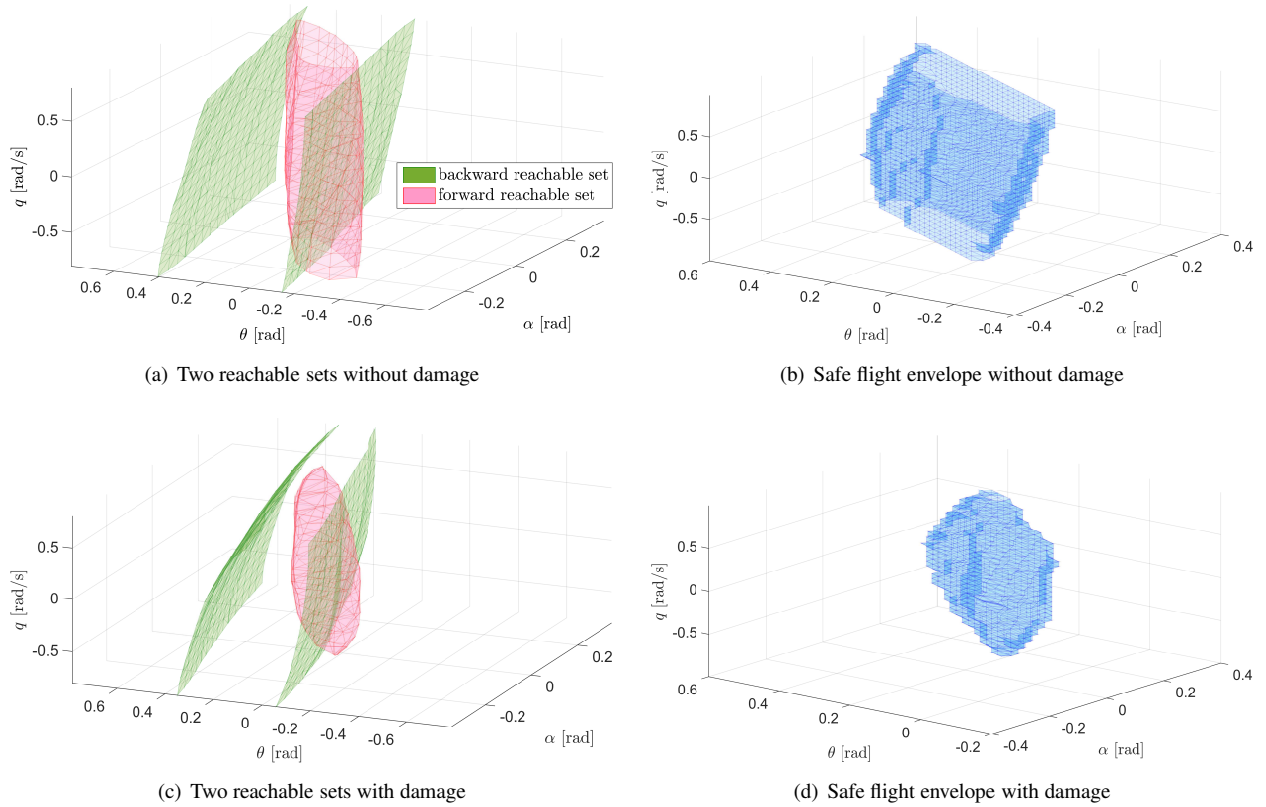 0.5
0
-0.5
q [rad/s]
0.6
0.4
0.2
0
-0.2
-0.4
-0.6
θ [rad]
-0.2
0
0.2
α [rad]
backward reachable set
forward reachable set
(a) Two reachable sets without damage
0.5
0
-0.5
q [rad/s]
0.6
0.4
0.2
0
-0.2
-0.4
θ [rad]
-0.4
-0.2
0
0.2
0.4
α [rad]
(b) Safe flight envelope without damage
0.5
0
-0.5
q [rad/s]
0.6
0.4
0.2
0
-0.2
-0.4
-0.6
θ [rad]
-0.2
0
0.2
α [rad]
(c) Two reachable sets with damage
0.5
0
-0.5
q [rad/s]
0.6
0.4
0.2
0
-0.2
θ [rad]
-0.4
-0.2
0
0.2
0.4
α [rad]
(d) Safe flight envelope with damage